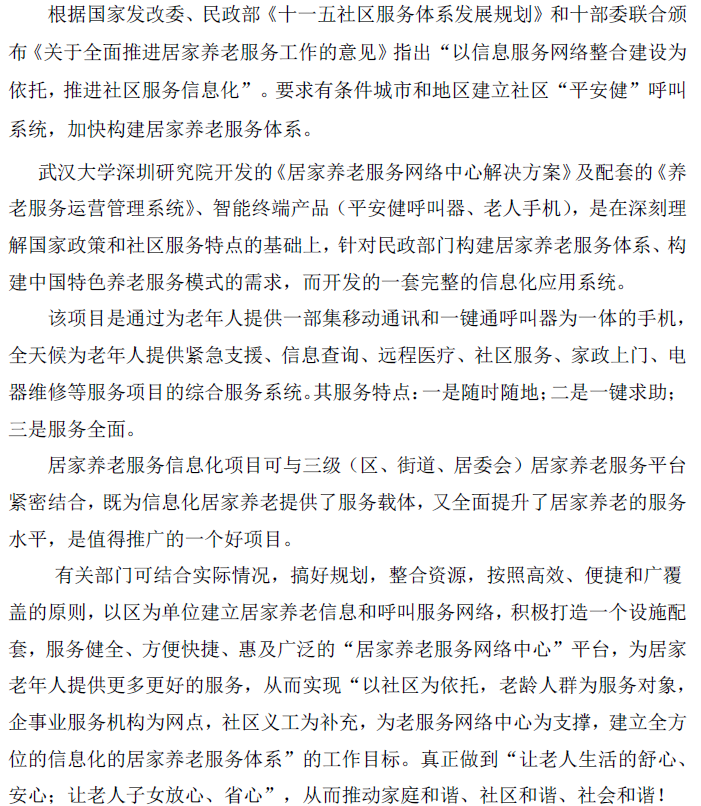 根据国家发改委、民政部《十一五社区服务体系发展规划》和十部委联合颁
布《关于全面推进居家养老服务工作的意见》指出“以信息服务网络整合建设为
依托，推进社区服务信息化”。要求有条件城市和地区建立社区“平安健”呼叫
系统，加快构建居家养老服务体系。
武汉大学深圳研究院开发的《居家养老服务网络中心解决方案》及配套的《养
老服务运营管理系统》、智能终端产品（平安健呼叫器、老人手机），是在深刻理
解国家政策和社区服务特点的基础上，针对民政部门构建居家养老服务体系、构
建中国特色养老服务模式的需求，而开发的一套完整的信息化应用系统。
该项目是通过为老年人提供一部集移动通讯和一键通呼叫器为一体的手机，
全天候为老年人提供紧急支援、信息查询、远程医疗、社区服务、家政上门、电
器维修等服务项目的综合服务系统。其服务特点：一是随时随地；二是一键求助；
三是服务全面。
居家养老服务信息化项目可与三级（区、街道、居委会）居家养老服务平台
紧密结合，既为信息化居家养老提供了服务载体，又全面提升了居家养老的服务
水平，是值得推广的一个好项目。
有关部门可结合实际情况，搞好规划，整合资源，按照高效、便捷和广覆
盖的原则，以区为单位建立居家养老信息和呼叫服务网络，积极打造一个设施配
套，服务健全、方便快捷、惠及广泛的“居家养老服务网络中心”平台，为居家
老年人提供更多更好的服务，从而实现“以社区为依托，老龄人群为服务对象，
企事业服务机构为网点，社区义工为补充，为老服务网络中心为支撑，建立全方
位的信息化的居家养老服务体系”的工作目标。真正做到“让老人生活的舒心、
安心；让老人子女放心、省心”，从而推动家庭和谐、社区和谐、社会和谐！